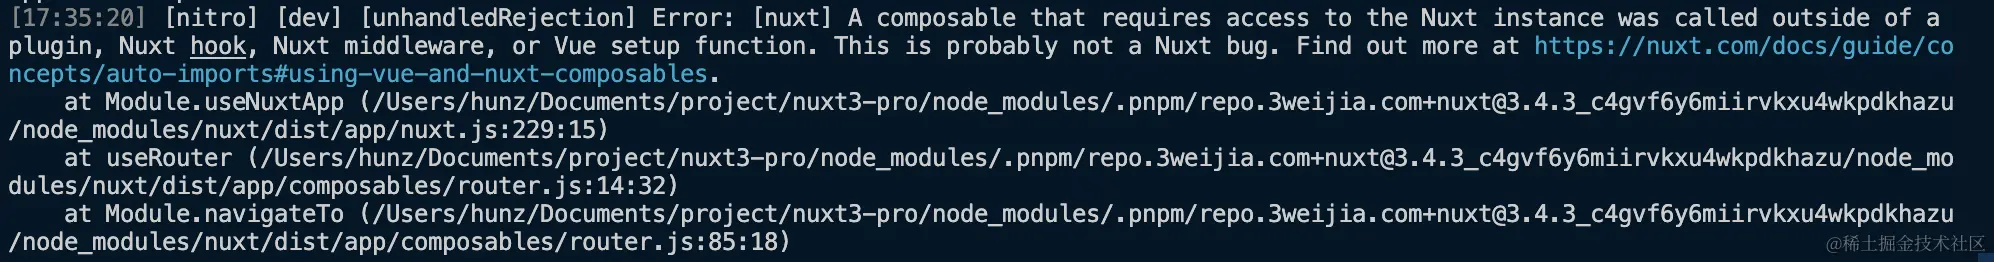 [17:35:20] [nitro] [dev] [unhandledRejection] Error: [nuxt] A composable that requires access to the Nuxt instance was called outside of a
plugin, Nuxt hook, Nuxt middleware, or Vue setup function. This is probably not a Nuxt bug. Find out more at https://nuxt.com/docs/guide/co
ncepts/auto-imports#using-vue-and-nuxt-composables.
    at Module.useNuxtApp (/Users/hunz/Documents/project/nuxt3-pro/node_modules/.pnpm/repo.3weijia.com+nuxt@3.4.3_c4gvf6y6miirvkxu4wkpdkhazu
/node_modules/nuxt/dist/app/nuxt.js:229:15)
    at useRouter (/Users/hunz/Documents/project/nuxt3-pro/node_modules/.pnpm/repo.3weijia.com+nuxt@3.4.3_c4gvf6y6miirvkxu4wkpdkhazu/node_mo
dules/nuxt/dist/app/composables/router.js:14:32)
    at Module.navigateTo (/Users/hunz/Documents/project/nuxt3-pro/node_modules/.pnpm/repo.3weijia.com+nuxt@3.4.3_c4gvf6y6miirvkxu4wkpdkhazu
/node_modules/nuxt/dist/app/composables/router.js:85:18)
@稀土掘金技术社区